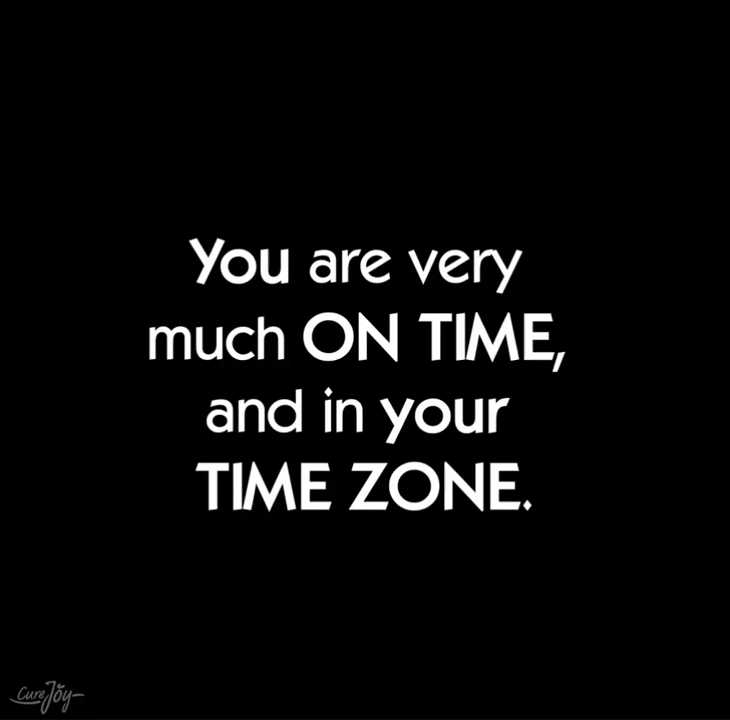 You are very
much ON TIME,
and in your
TIME ZONE.
CureJoy